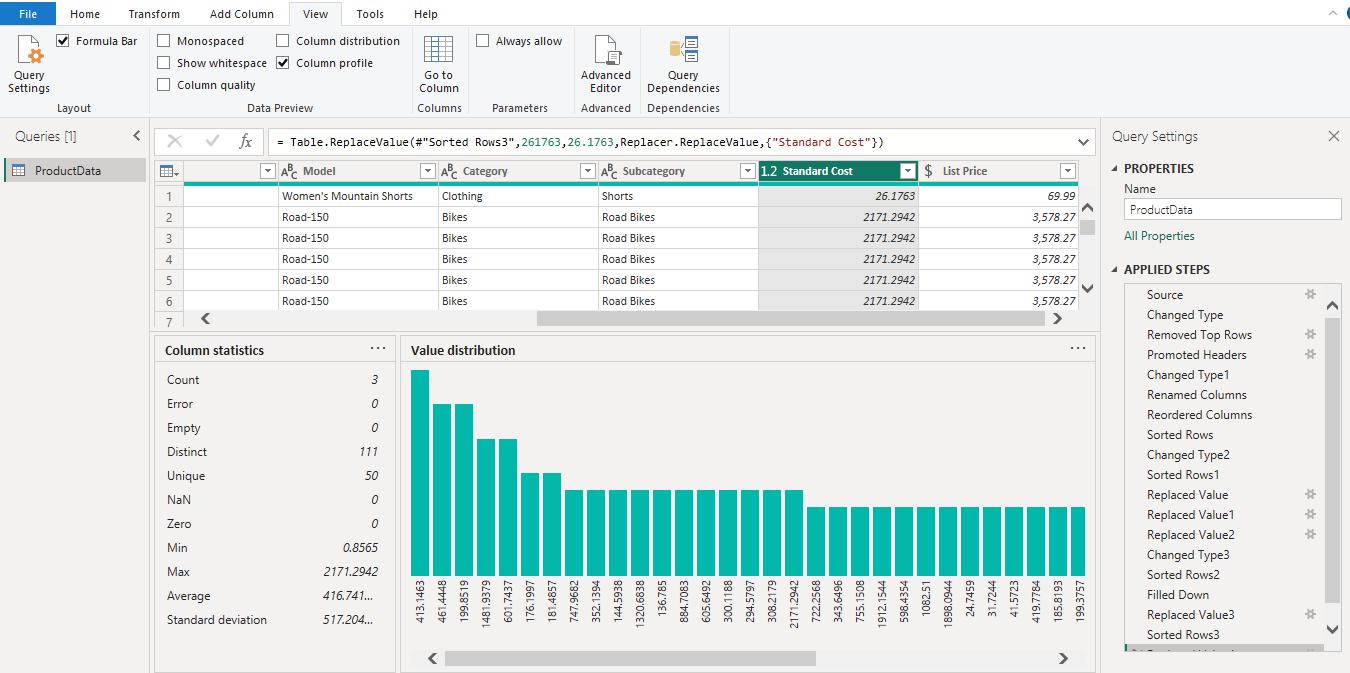 File Home Transform Add Column View Tools Help
Formula Bar
Monospaced
Column distribution
Always allow
Show whitespace
Column profile
Column quality
Query Settings
Go to Column
Advanced Editor
Query Dependencies
Layout
Data Preview
Columns
Parameters
Advanced
Dependencies
Queries [1]
ProductData
fx
= Table.ReplaceValue(#"Sorted Rows3",261763,26.1763,Replacer.ReplaceValue,{"Standard Cost"})
ABC Model ABC Category ABC Subcategory 1.2 Standard Cost $ List Price
1 Women's Mountain Shorts Clothing Shorts 26.1763 69.99
2 Road-150 Bikes Road Bikes 2171.2942 3,578.27
3 Road-150 Bikes Road Bikes 2171.2942 3,578.27
4 Road-150 Bikes Road Bikes 2171.2942 3,578.27
5 Road-150 Bikes Road Bikes 2171.2942 3,578.27
6 Road-150 Bikes Road Bikes 2171.2942 3,578.27
7
Column statistics ...
Count 3
Error 0
Empty 0
Distinct 111
Unique 50
NaN 0
Zero 0
Min 0.8565
Max 2171.2942
Average 416.741...
Standard deviation 517.204...
Value distribution ...
413.1463
461.4448
199.8519
1481.9379
601.7437
176.1997
181.4857
747.9682
352.1394
144.5938
1320.6838
136.785
884.7083
605.6492
300.1188
294.5797
308.2179
2171.2942
722.2568
343.6496
755.1508
1912.1544
598.4354
1082.51
1898.0944
24.7459
31.7244
41.5723
419.7784
185.8193
199.3757
Query Settings
PROPERTIES
Name
ProductData
All Properties
APPLIED STEPS
Source
Changed Type
Removed Top Rows
Promoted Headers
Changed Type1
Renamed Columns
Reordered Columns
Sorted Rows
Changed Type2
Sorted Rows1
Replaced Value
Replaced Value1
Replaced Value2
Changed Type3
Sorted Rows2
Filled Down
Replaced Value3
Sorted Rows3